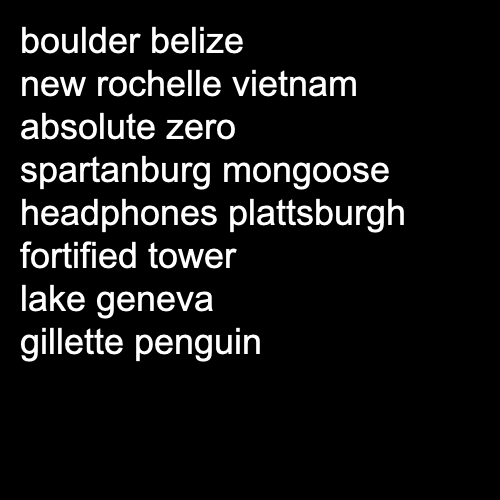 boulder belize
new rochelle vietnam
absolute zero
spartanburg mongoose
headphones plattsburgh
fortified tower
lake geneva
gillette penguin